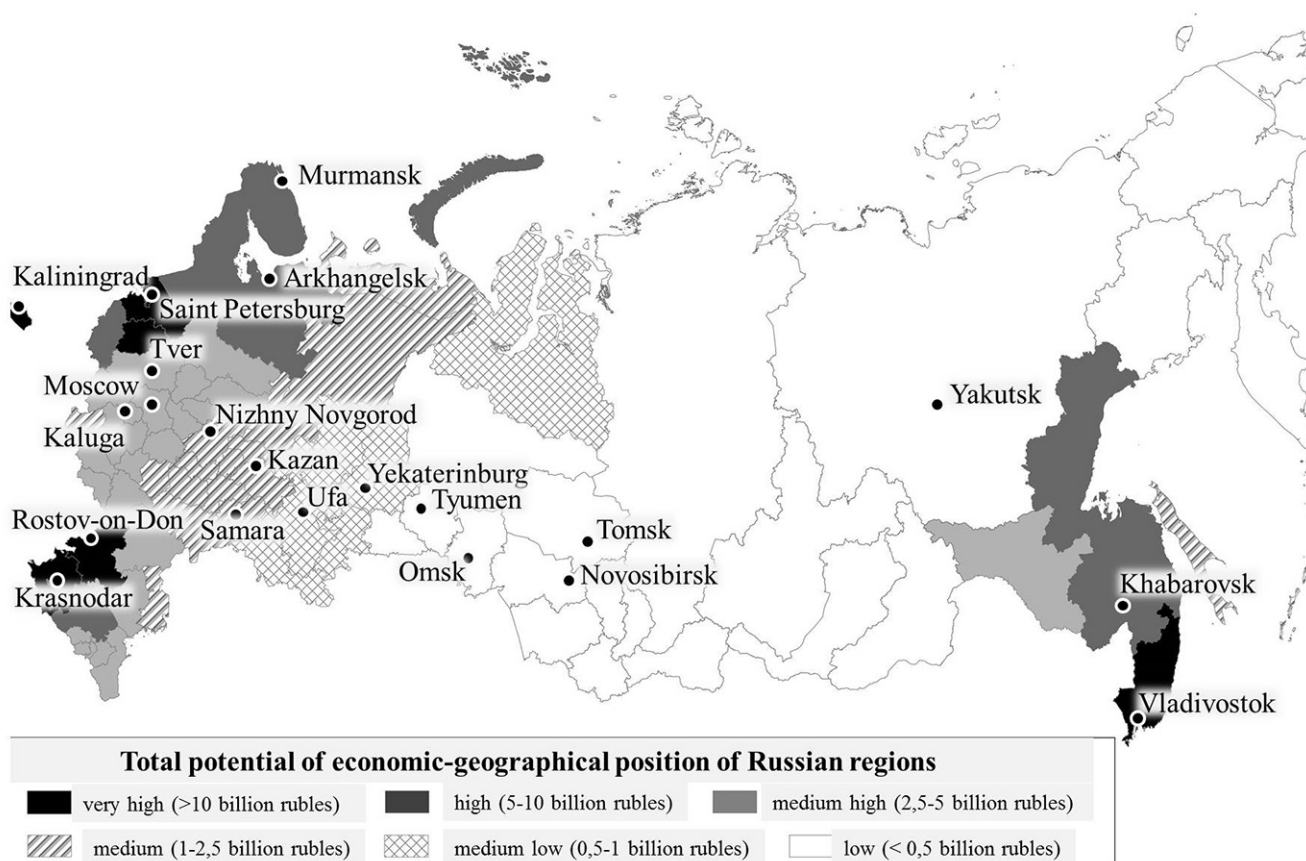 Murmansk
Kaliningrad
Arkhangelsk
Saint Petersburg
Tver
Moscow
Yakutsk
Nizhny Novgorod
Kaluga
Kazan
Yekaterinburg
Ufa
Tyumen
Rostov-on-Don
Samara
Tomsk
Omsk
Novosibirsk
Khabarovsk
Krasnodar
Vladivostok
Total potential of economic-geographical position of Russian regions
very high (>10 billion rubles)
high (5-10 billion rubles)
medium high (2,5-5 billion rubles)
medium (1-2,5 billion rubles)
medium low (0,5-1 billion rubles)
low (< 0,5 billion rubles)